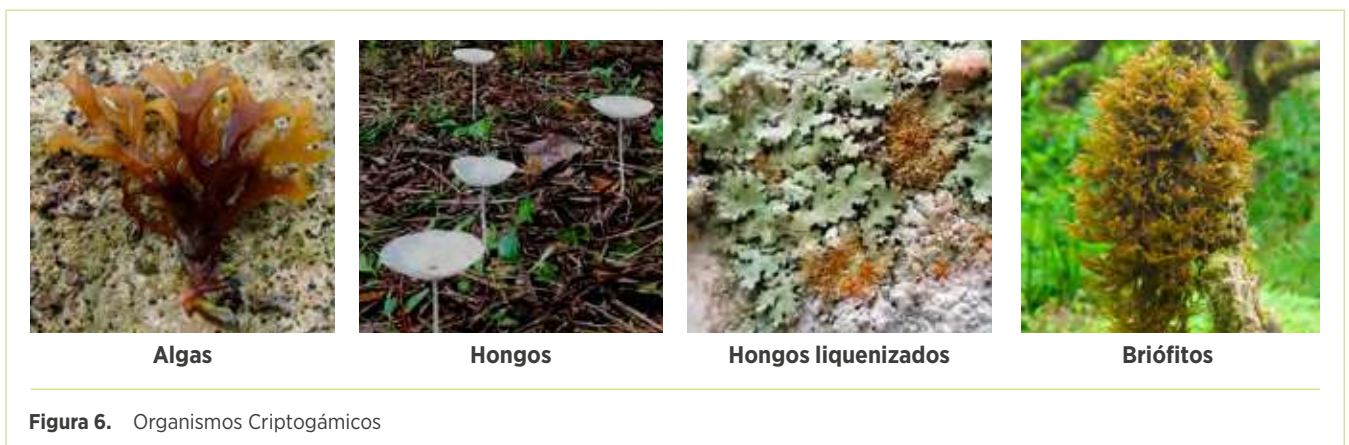 Algas
Hongos
Hongos liquenizados
Briófitos
Figura 6. Organismos Criptogámicos